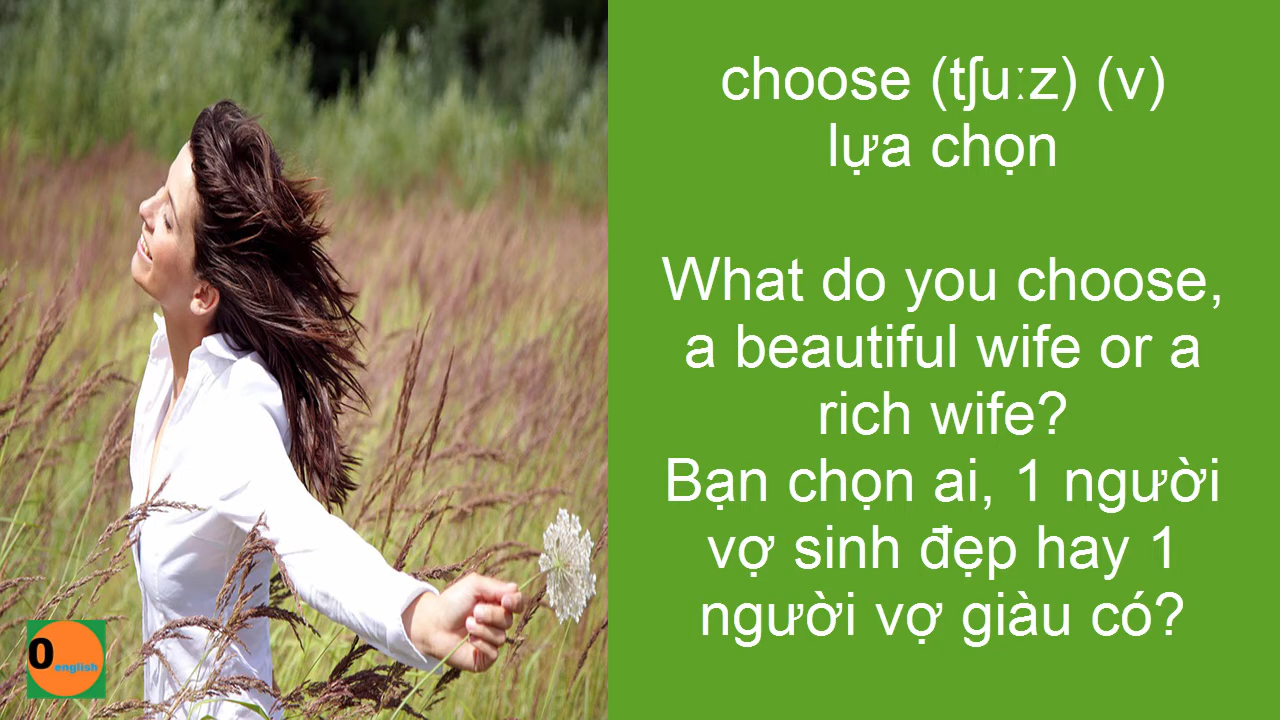 choose (tʃuːz) (v)
lựa chọn
What do you choose,
a beautiful wife or a
rich wife?
Bạn chọn ai, 1 người
vợ sinh đẹp hay 1
người vợ giàu có?
0 english